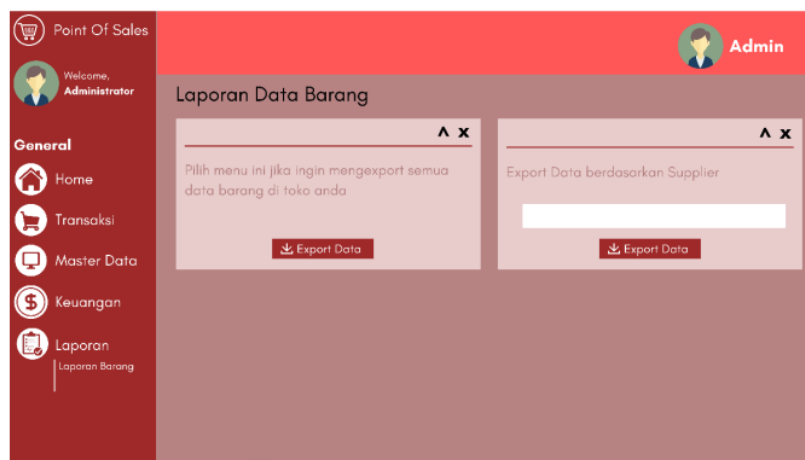 Point Of Sales
Welcome,
Administrator
General
Home
Transaksi
Master Data
Keuangan
Laporan
Laporan Barang
Admin
Laporan Data Barang
^ x
Pilih menu ini jika ingin mengexport semua
data barang di toko anda
Export Data
^ x
Export Data berdasarkan Supplier
Export Data